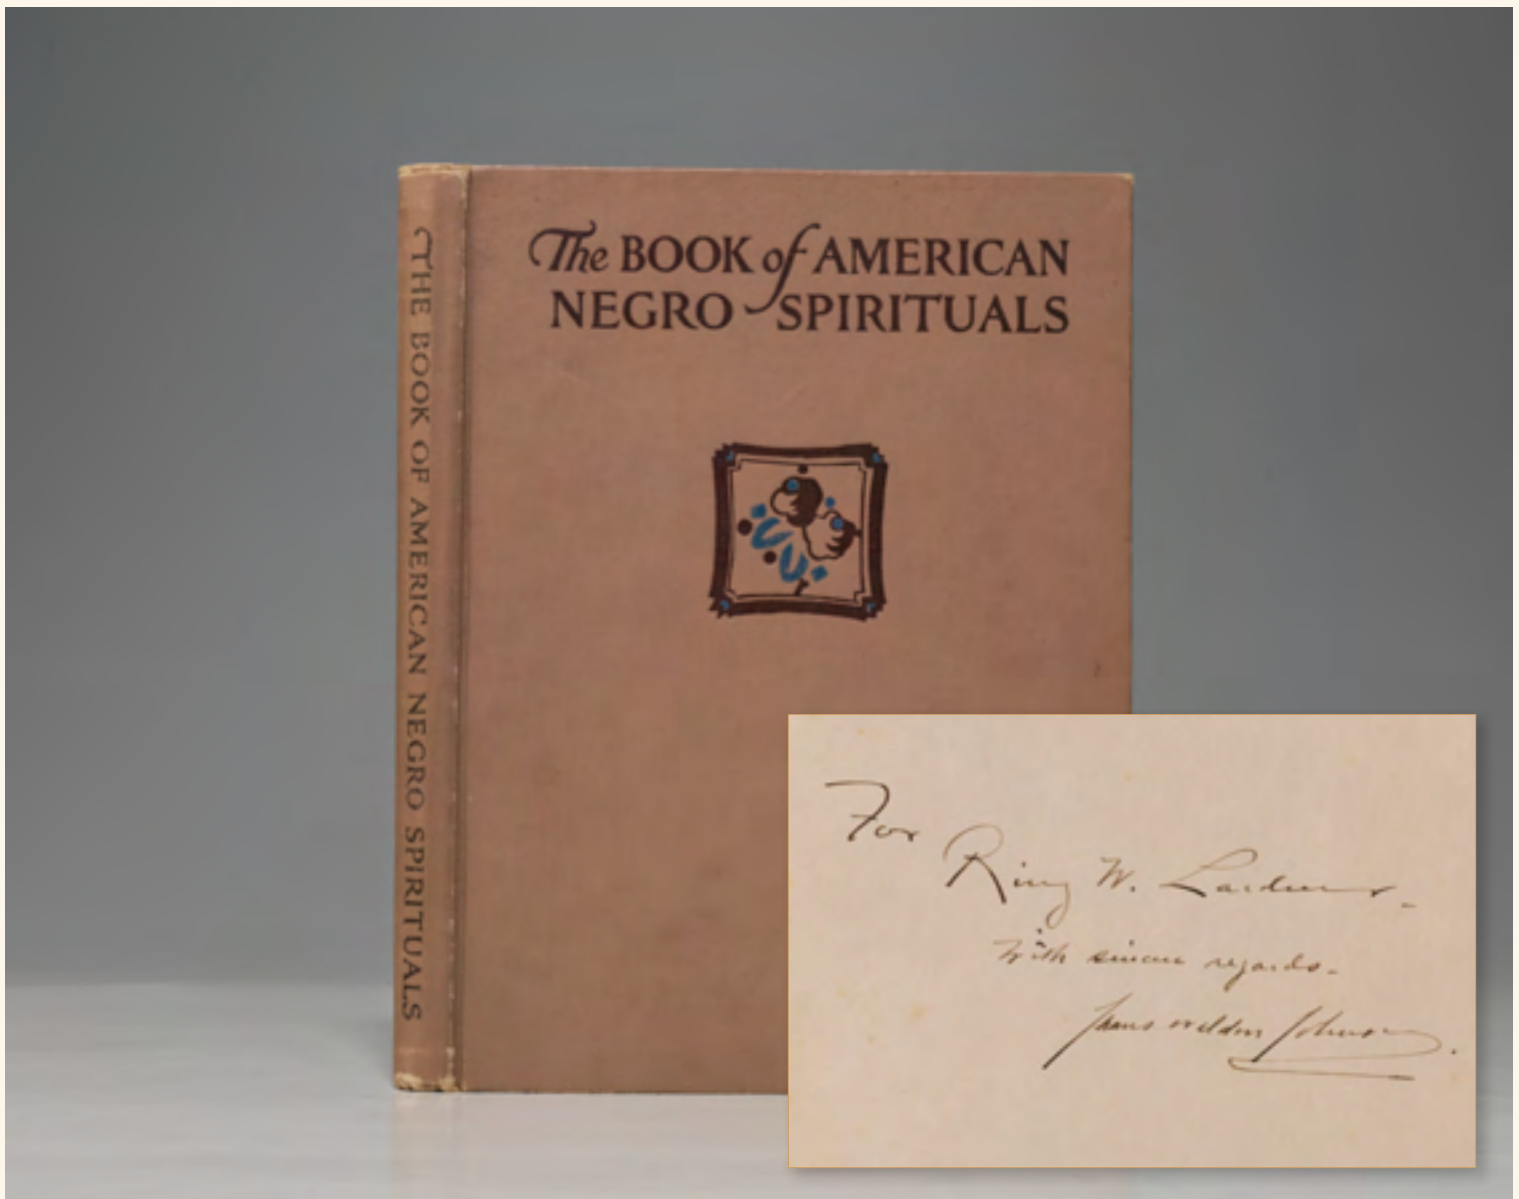 The BOOK of AMERICAN
NEGRO SPIRITUALS
THE BOOK OF AMERICAN NEGRO SPIRITUALS
For
Ring W. Lardner.
With sincere regards.
James Weldon Johnson.